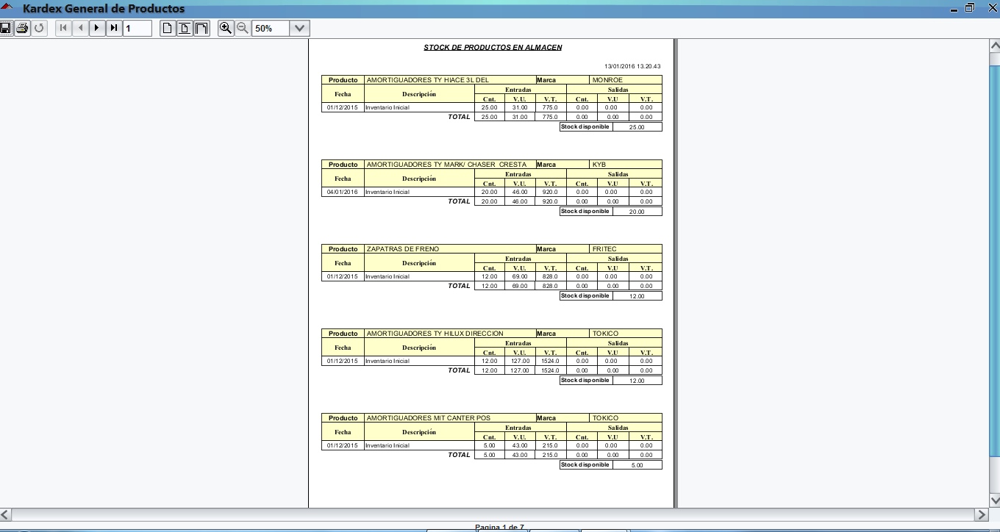 Kardex General de Productos
1
50%
STOCK DE PRODUCTOS EN ALMACEN
13/01/2016 13.20.43
Producto AMORTIGUADORES TY HIACE 3L DEL Marca MONROE
Fecha Descripción Entradas Salidas
Cnt. V.U. V.T. Cnt. V.U V.T.
01/12/2015 Inventario Inicial 25.00 31.00 775.0 0.00 0.00 0.00
TOTAL 25.00 31.00 775.0 0.00 0.00 0.00
Stock disponible 25.00
Producto AMORTIGUADORES TY MARK/ CHASER CRESTA Marca KYB
Fecha Descripción Entradas Salidas
Cnt. V.U. V.T. Cnt. V.U V.T.
04/01/2016 Inventario Inicial 20.00 46.00 920.0 0.00 0.00 0.00
TOTAL 20.00 46.00 920.0 0.00 0.00 0.00
Stock disponible 20.00
Producto ZAPATRAS DE FRENO Marca FRITEC
Fecha Descripción Entradas Salidas
Cnt. V.U. V.T. Cnt. V.U V.T.
01/12/2015 Inventario Inicial 12.00 69.00 828.0 0.00 0.00 0.00
TOTAL 12.00 69.00 828.0 0.00 0.00 0.00
Stock disponible 12.00
Producto AMORTIGUADORES TY HILUX DIRECCION Marca TOKICO
Fecha Descripción Entradas Salidas
Cnt. V.U. V.T. Cnt. V.U V.T.
01/12/2015 Inventario Inicial 12.00 127.00 1524.0 0.00 0.00 0.00
TOTAL 12.00 127.00 1524.0 0.00 0.00 0.00
Stock disponible 12.00
Producto AMORTIGUADORES MIT CANTER POS Marca TOKICO
Fecha Descripción Entradas Salidas
Cnt. V.U. V.T. Cnt. V.U V.T.
01/12/2015 Inventario Inicial 5.00 43.00 215.0 0.00 0.00 0.00
TOTAL 5.00 43.00 215.0 0.00 0.00 0.00
Stock disponible 5.00
Pagina 1 de 7